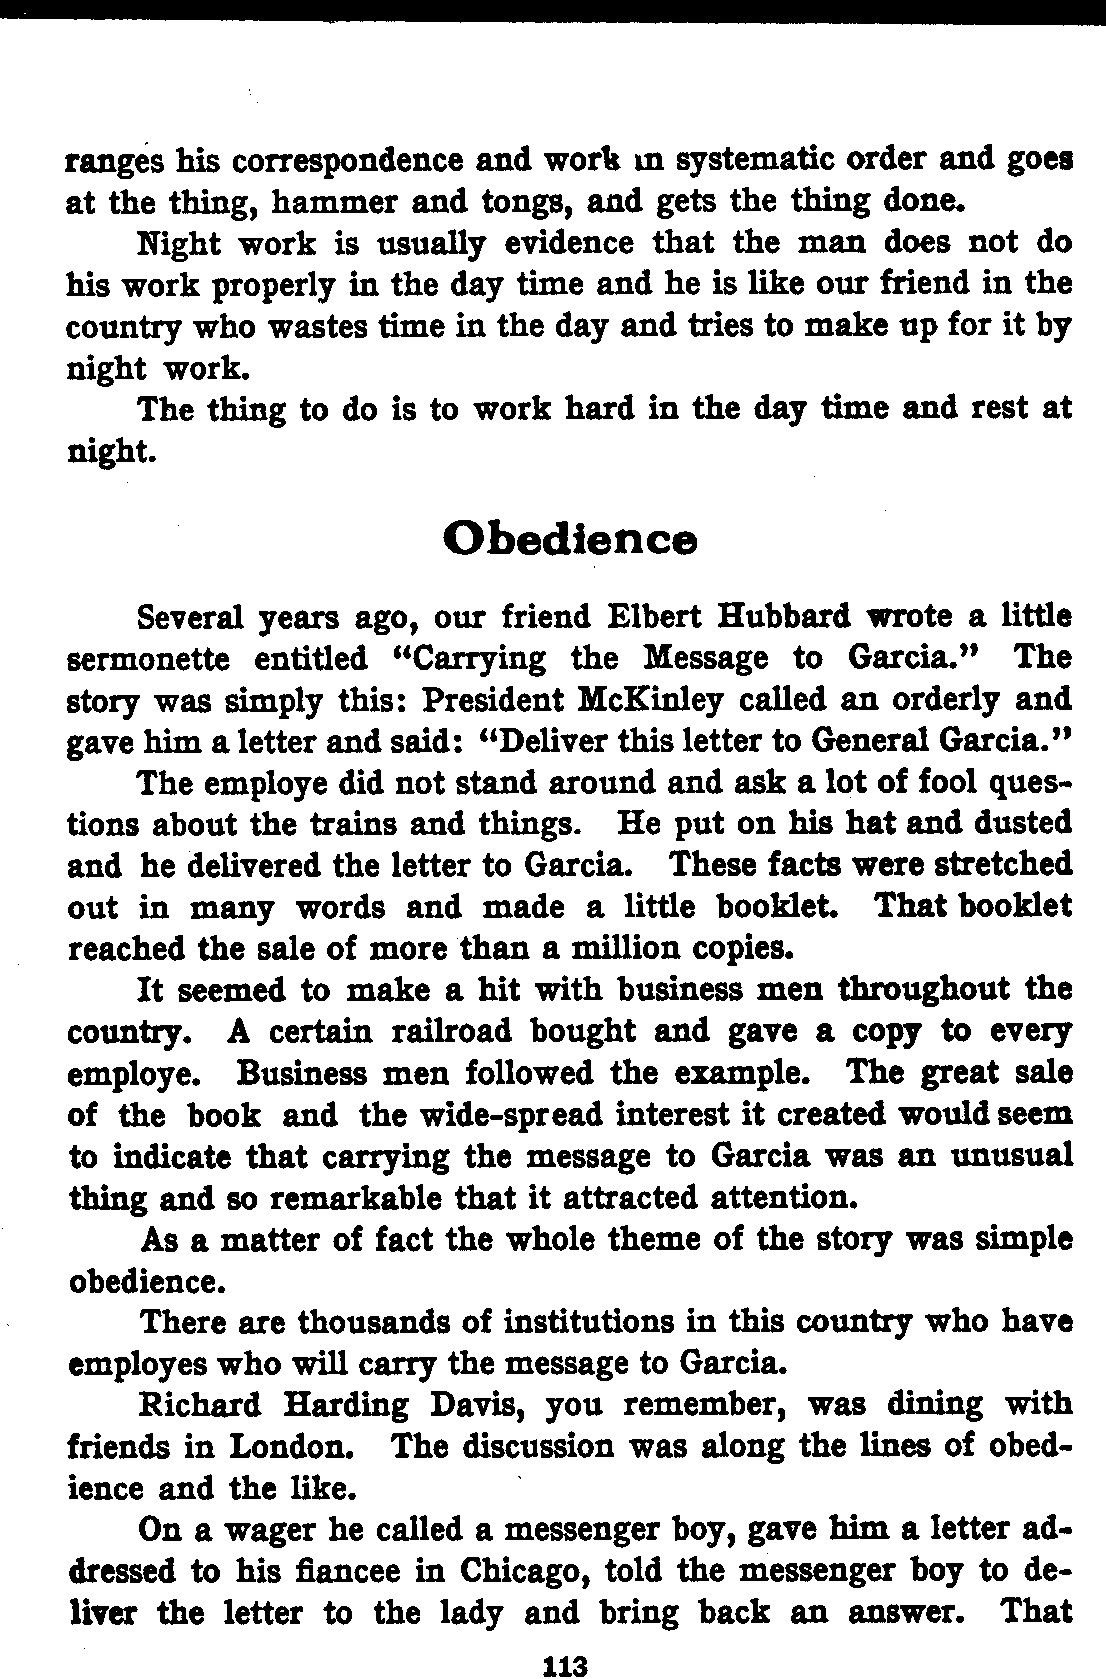 ranges his correspondence and work in systematic order and goes
at the thing, hammer and tongs, and gets the thing done.
Night work is usually evidence that the man does not do
his work properly in the day time and he is like our friend in the
country who wastes time in the day and tries to make up for it by
night work.
The thing to do is to work hard in the day time and rest at
night.
Obedience
Several years ago, our friend Elbert Hubbard wrote a little
sermonette entitled “Carrying the Message to Garcia.” The
story was simply this: President McKinley called an orderly and
gave him a letter and said: “Deliver this letter to General Garcia.”
The employe did not stand around and ask a lot of fool ques-
tions about the trains and things. He put on his hat and dusted
and he delivered the letter to Garcia. These facts were stretched
out in many words and made a little booklet. That booklet
reached the sale of more than a million copies.
It seemed to make a hit with business men throughout the
country. A certain railroad bought and gave a copy to every
employe. Business men followed the example. The great sale
of the book and the wide-spread interest it created would seem
to indicate that carrying the message to Garcia was an unusual
thing and so remarkable that it attracted attention.
As a matter of fact the whole theme of the story was simple
obedience.
There are thousands of institutions in this country who have
employes who will carry the message to Garcia.
Richard Harding Davis, you remember, was dining with
friends in London. The discussion was along the lines of obed-
ience and the like.
On a wager he called a messenger boy, gave him a letter ad-
dressed to his fiancee in Chicago, told the messenger boy to de-
liver the letter to the lady and bring back an answer. That
113